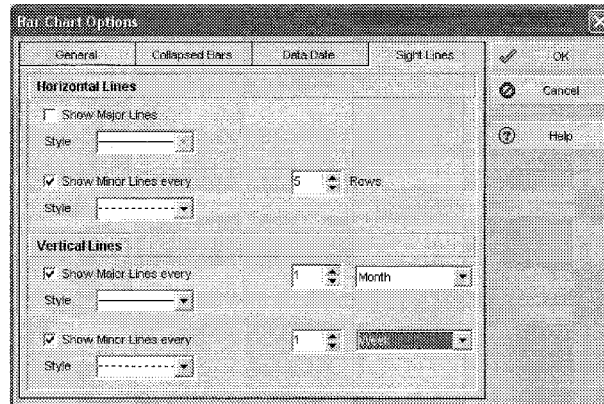 Bar Chart Options
General Collapsed Bars Data Date Sight Lines
OK
Cancel
Help
Horizontal Lines
Show Major Lines
Style
Show Minor Lines every 5 Rows
Style
Vertical Lines
Show Major Lines every 1 Month
Style
Show Minor Lines every 1 Week
Style